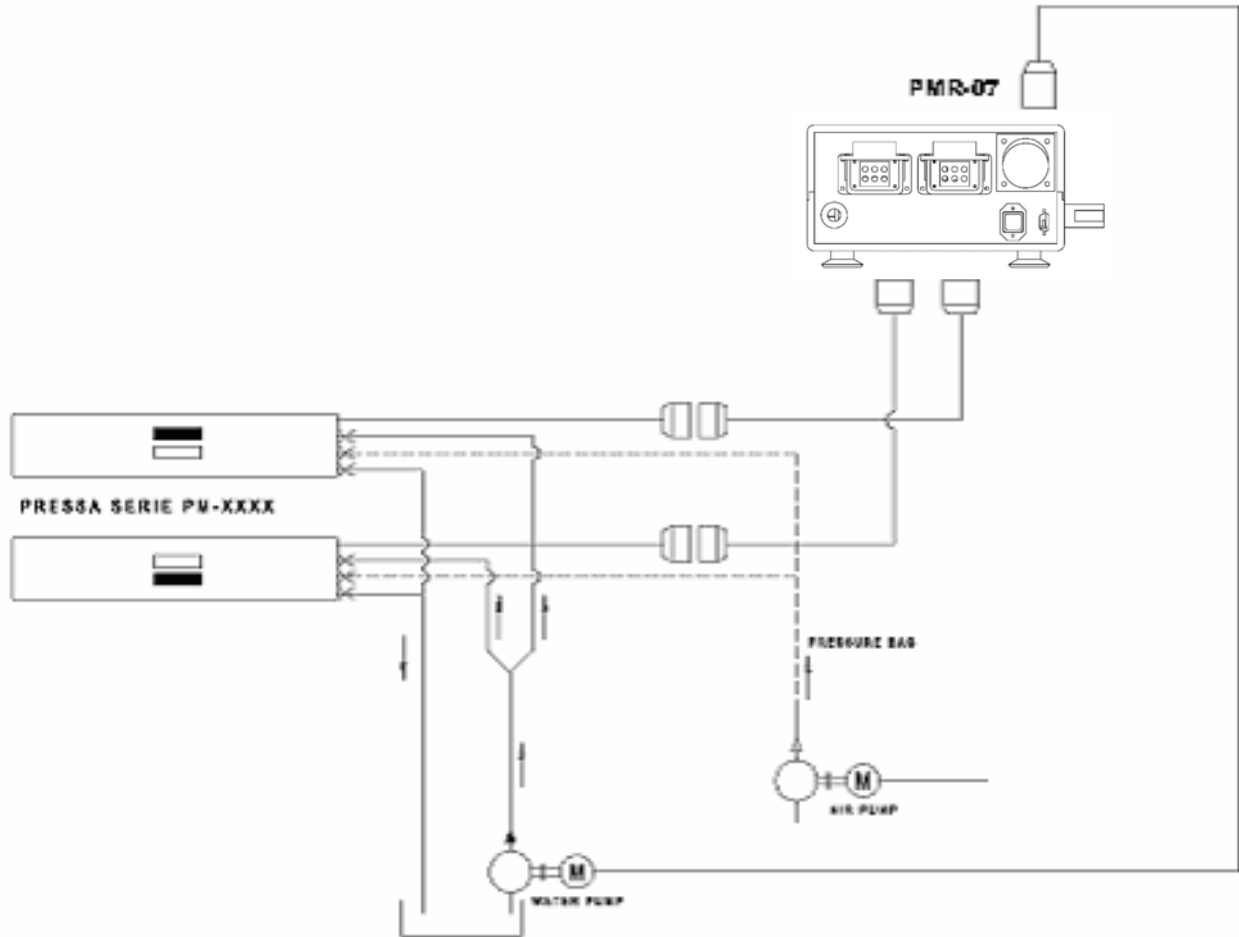 PMR-07
PRESSA SERIE PM-XXXX
PRESSURE BAG
M
AIR PUMP
M
WATER PUMP